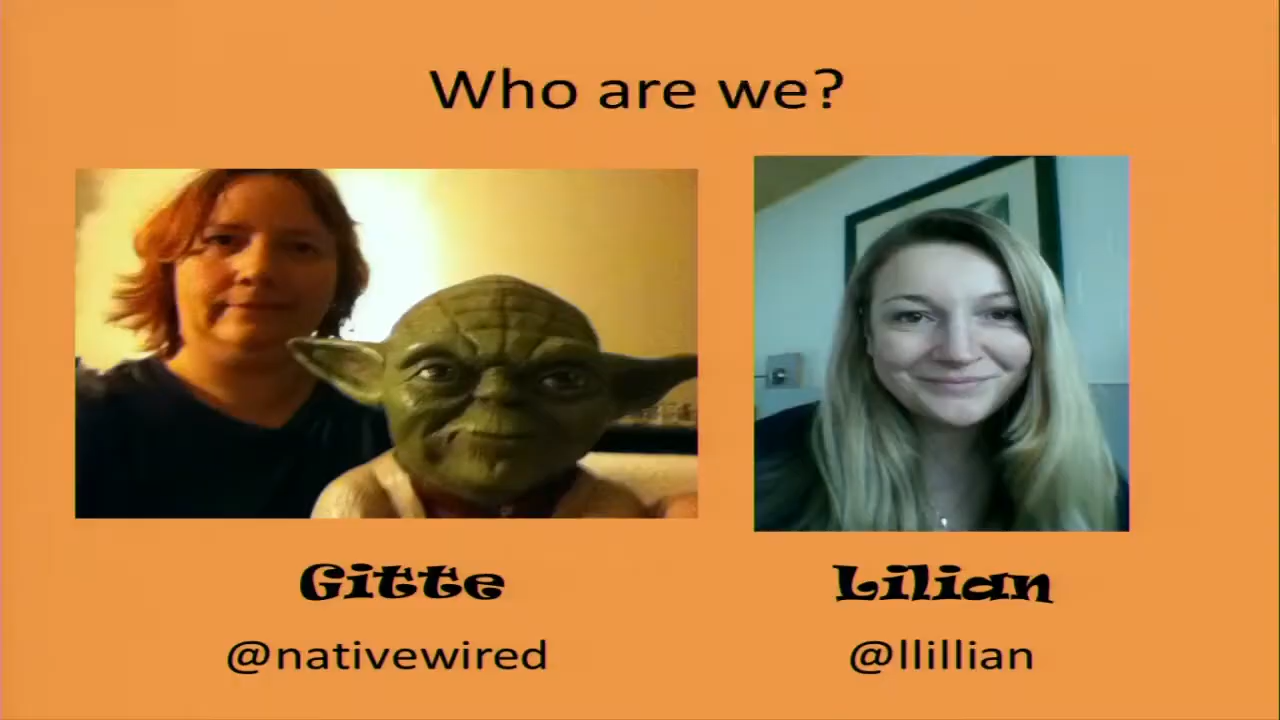 Who are we?
Gitte
Lilian
@nativewired
@llillian